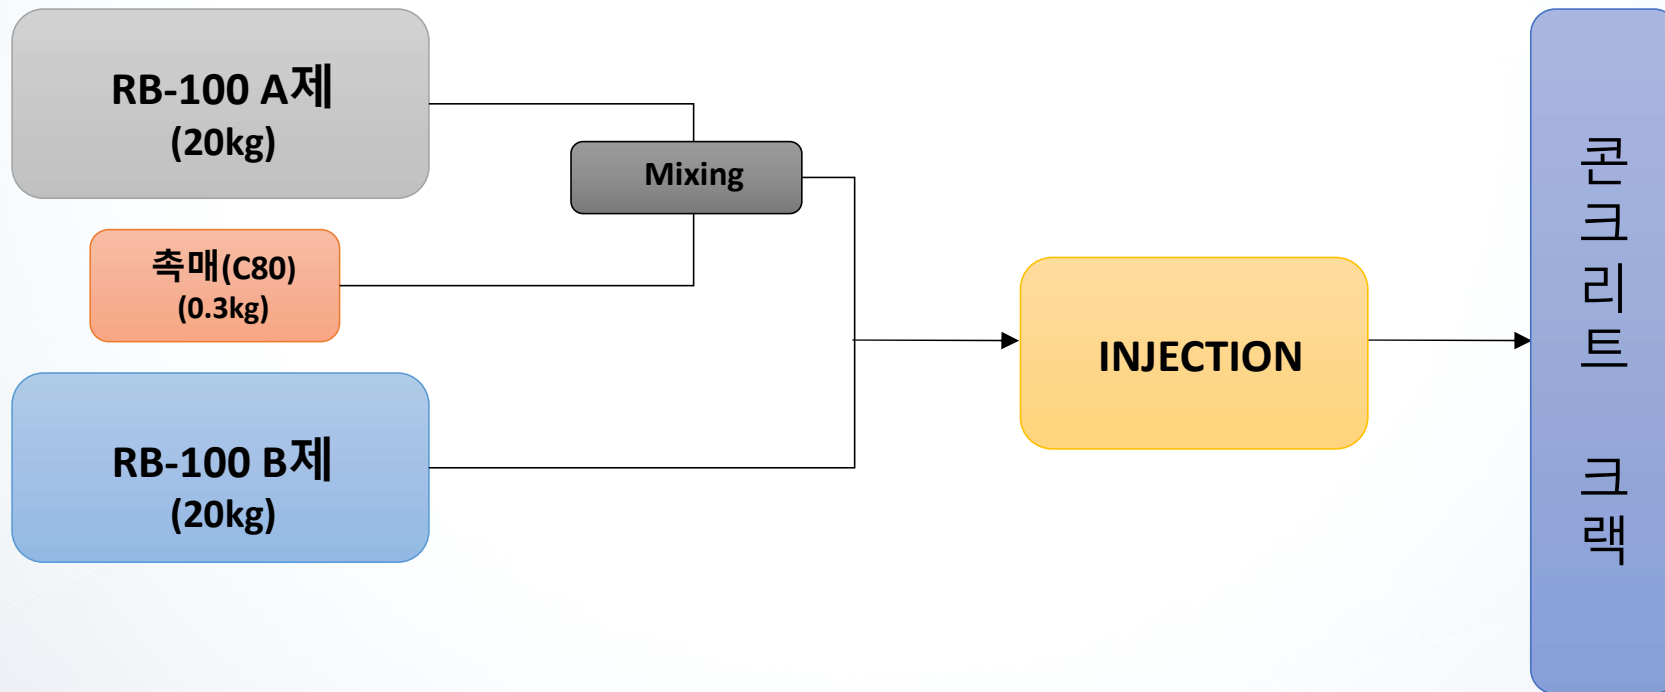 RB-100 A제
(20kg)
Mixing
촉매(C80)
(0.3kg)
RB-100 B제
(20kg)
INJECTION
콘크리트 크랙